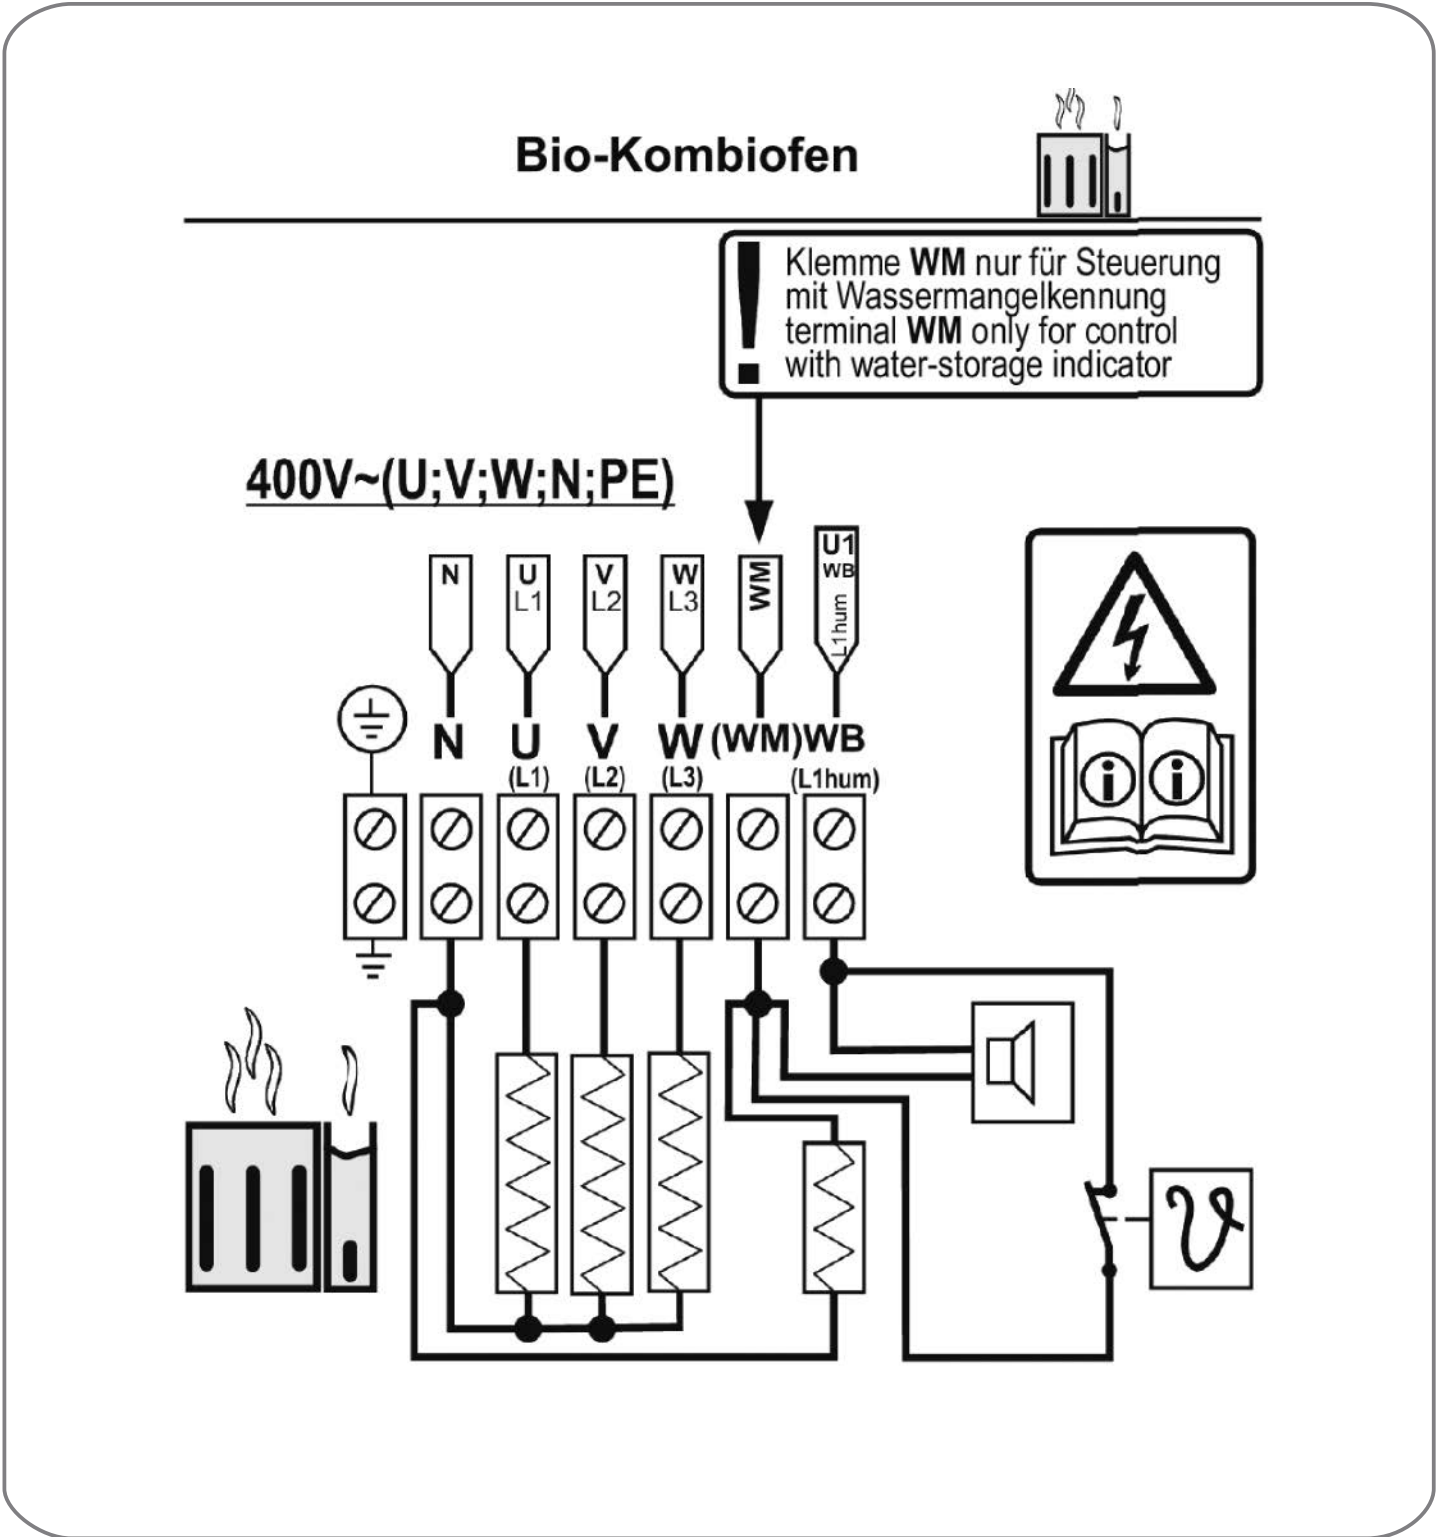 Bio-Kombiofen
! Klemme WM nur für Steuerung
mit Wassermangelkennung
terminal WM only for control
with water-storage indicator
400V~(U;V;W;N;PE)
N
U
L1
V
L2
W
L3
WM
U1
WB
L1hum
N U V W (WM) WB
(L1) (L2) (L3) (L1hum)
i i
ϑ